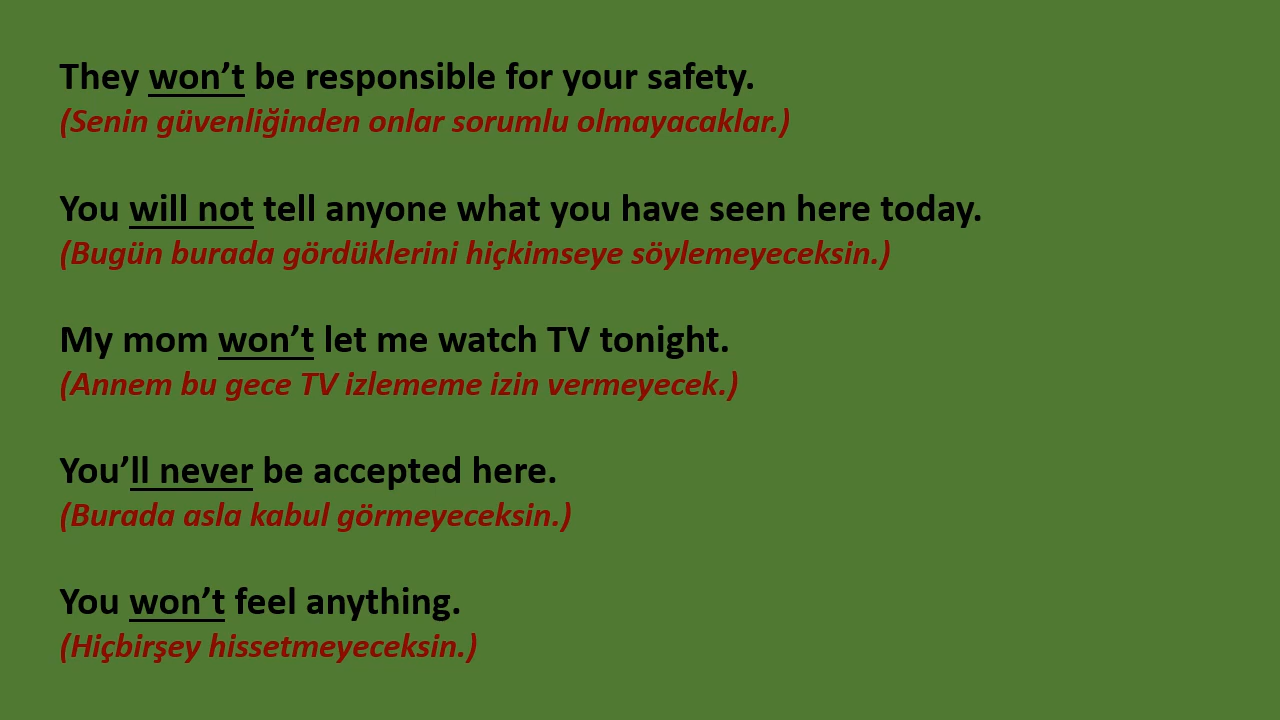 They won’t be responsible for your safety.
(Senin güvenliğinden onlar sorumlu olmayacaklar.)
You will not tell anyone what you have seen here today.
(Bugün burada gördüklerini hiçkimseye söylemeyeceksin.)
My mom won’t let me watch TV tonight.
(Annem bu gece TV izlememe izin vermeyecek.)
You’ll never be accepted here.
(Burada asla kabul görmeyeceksin.)
You won’t feel anything.
(Hiçbirşey hissetmeyeceksin.)